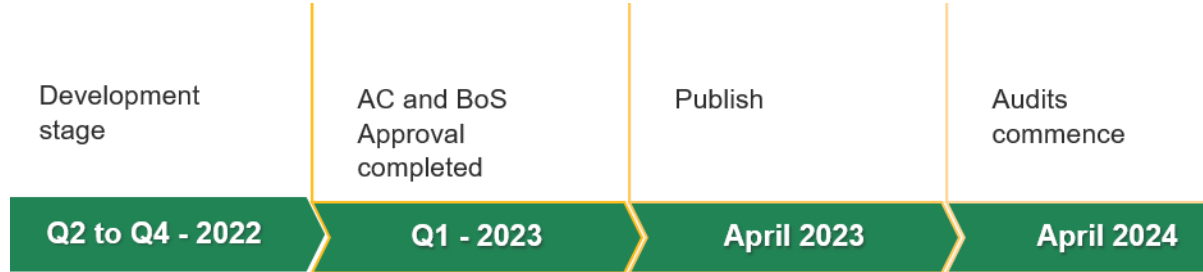 Development
stage
Q2 to Q4 - 2022
AC and BoS
Approval
completed
Q1 - 2023
Publish
April 2023
Audits
commence
April 2024